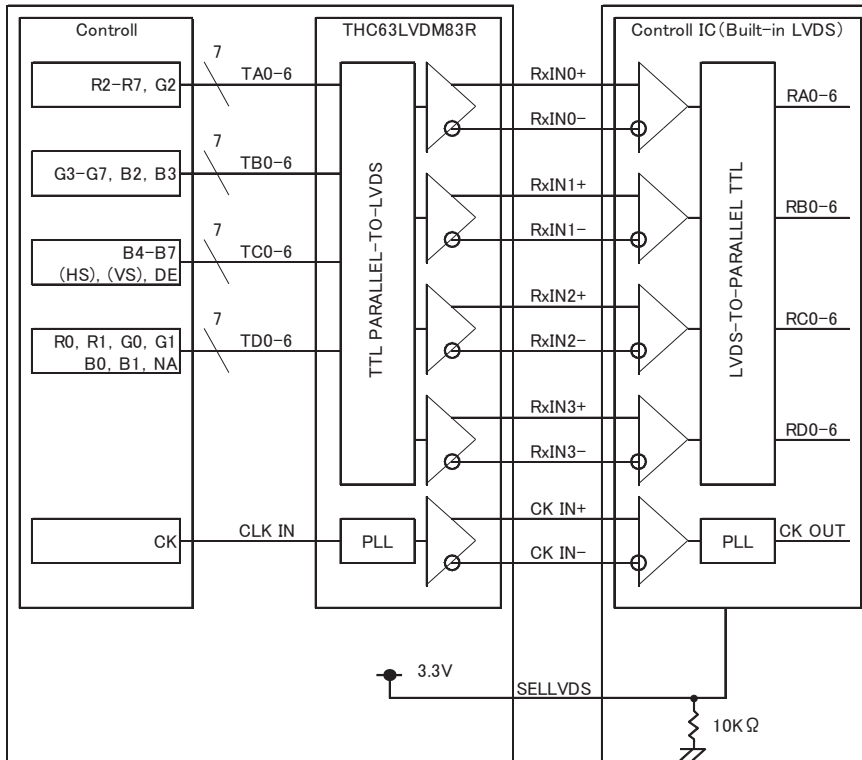 Controll
THC63LVDM83R
Controll IC(Built-in LVDS)
7
R2-R7, G2
TA0-6
RxIN0+
RxIN0-
RA0-6
7
G3-G7, B2, B3
TB0-6
RxIN1+
RxIN1-
RB0-6
7
B4-B7
(HS), (VS), DE
TC0-6
RxIN2+
RxIN2-
RC0-6
7
R0, R1, G0, G1
B0, B1, NA
TD0-6
RxIN3+
RxIN3-
RD0-6
TTL PARALLEL-TO-LVDS
LVDS-TO-PARALLEL TTL
CK
CLK IN
PLL
CK IN+
CK IN-
PLL
CK OUT
3.3V
SELLVDS
10KΩ